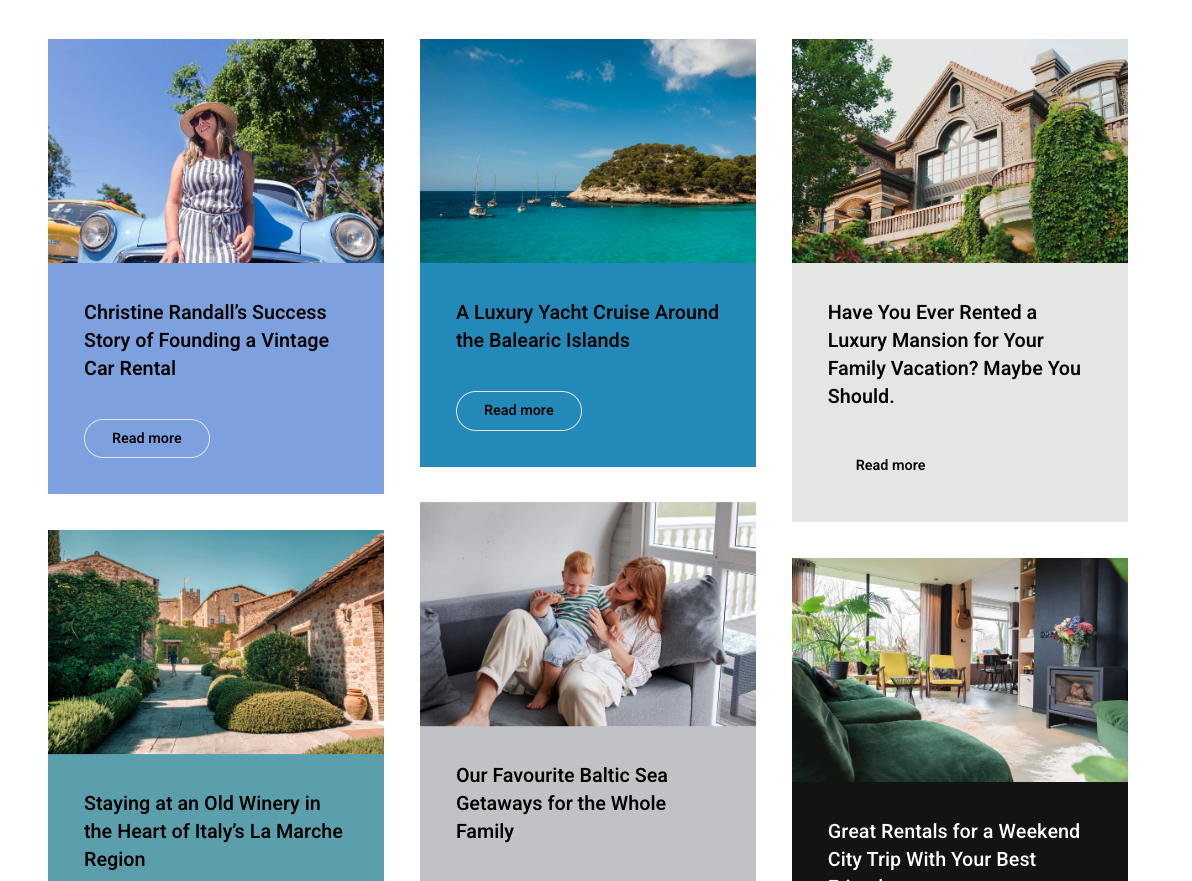 Christine Randall’s Success
Story of Founding a Vintage
Car Rental
Read more
A Luxury Yacht Cruise Around
the Balearic Islands
Read more
Have You Ever Rented a
Luxury Mansion for Your
Family Vacation? Maybe You
Should.
Read more
Staying at an Old Winery in
the Heart of Italy’s La Marche
Region
Our Favourite Baltic Sea
Getaways for the Whole
Family
Great Rentals for a Weekend
City Trip With Your Best